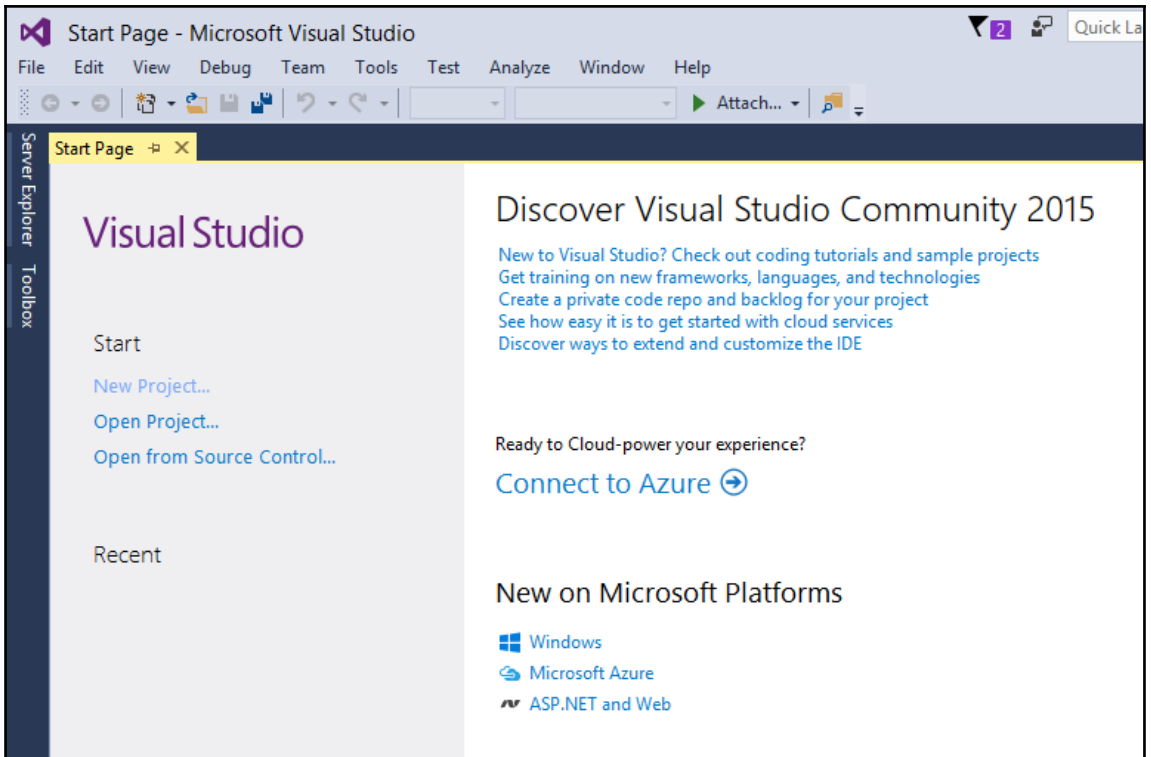 Start Page - Microsoft Visual Studio
2
Quick La
File Edit View Debug Team Tools Test Analyze Window Help
Attach...
Server Explorer
Toolbox
Start Page
Visual Studio
Start
New Project...
Open Project...
Open from Source Control...
Recent
Discover Visual Studio Community 2015
New to Visual Studio? Check out coding tutorials and sample projects
Get training on new frameworks, languages, and technologies
Create a private code repo and backlog for your project
See how easy it is to get started with cloud services
Discover ways to extend and customize the IDE
Ready to Cloud-power your experience?
Connect to Azure
New on Microsoft Platforms
Windows
Microsoft Azure
ASP.NET and Web